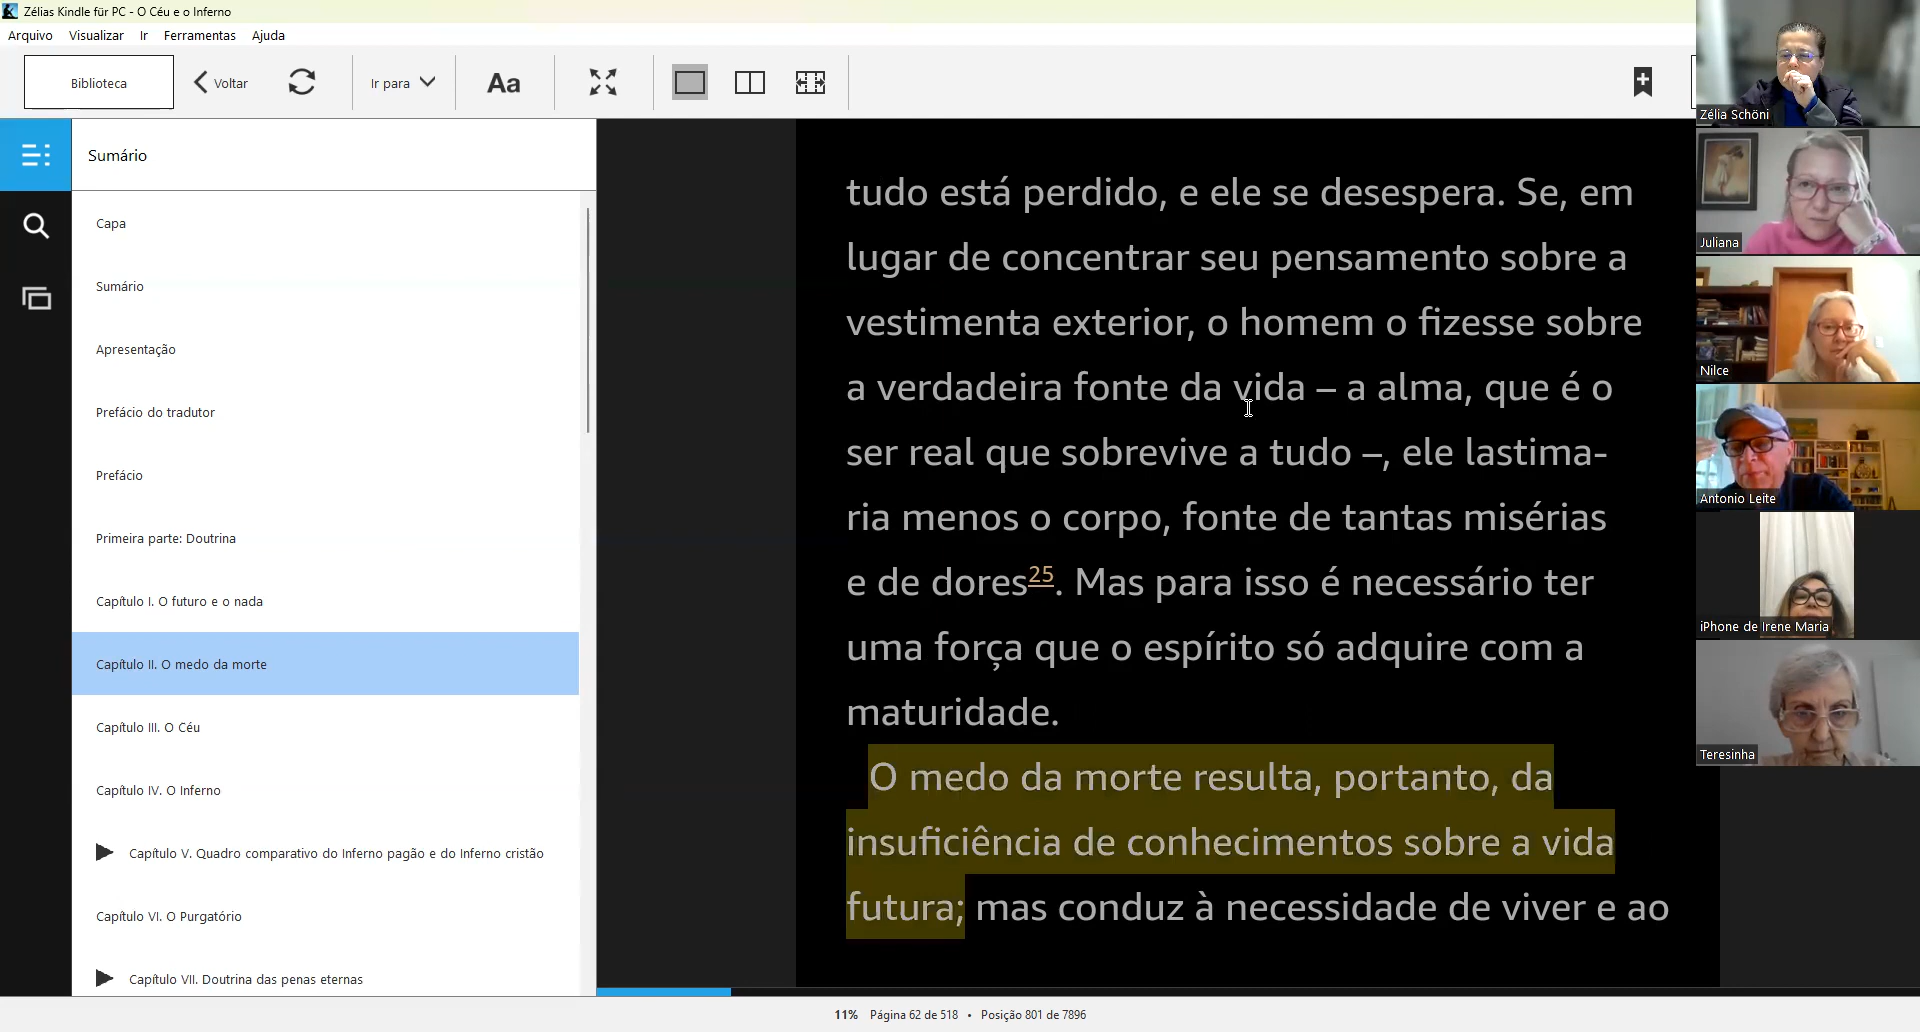 Zélias Kindle für PC - O Céu e o Inferno
Arquivo Visualizar Ir Ferramentas Ajuda
Biblioteca Voltar Ir para Aa
Sumário
Capa
Sumário
Apresentação
Prefácio do tradutor
Prefácio
Primeira parte: Doutrina
Capítulo I. O futuro e o nada
Capítulo II. O medo da morte
Capítulo III. O Céu
Capítulo IV. O Inferno
Capítulo V. Quadro comparativo do Inferno pagão e do Inferno cristão
Capítulo VI. O Purgatório
Capítulo VII. Doutrina das penas eternas
tudo está perdido, e ele se desespera. Se, em
lugar de concentrar seu pensamento sobre a
vestimenta exterior, o homem o fizesse sobre
a verdadeira fonte da vida – a alma, que é o
ser real que sobrevive a tudo –, ele lastima-
ria menos o corpo, fonte de tantas misérias
e de dores25. Mas para isso é necessário ter
uma força que o espírito só adquire com a
maturidade.
O medo da morte resulta, portanto, da
insuficiência de conhecimentos sobre a vida
futura; mas conduz à necessidade de viver e ao
11% Página 62 de 518 • Posição 801 de 7896
Zélia Schöni
Juliana
Nilce
Antonio Leite
iPhone de Irene Maria
Teresinha